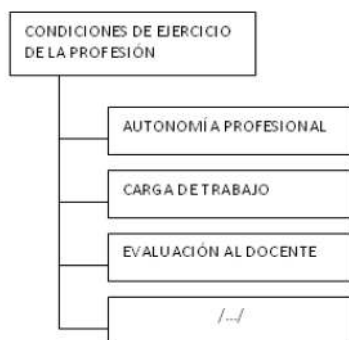 CONDICIONES DE EJERCICIO
DE LA PROFESIÓN
AUTONOMÍA PROFESIONAL
CARGA DE TRABAJO
EVALUACIÓN AL DOCENTE
/.../